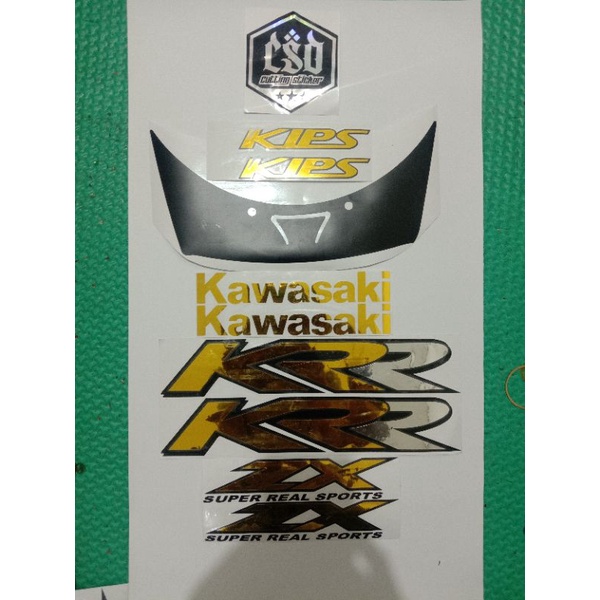 CSD
cutting sticker
KIPS
KIPS
Kawasaki
Kawasaki
KRR
KRR
ZX
SUPER REAL SPORTS
ZX
SUPER REAL SPORTS